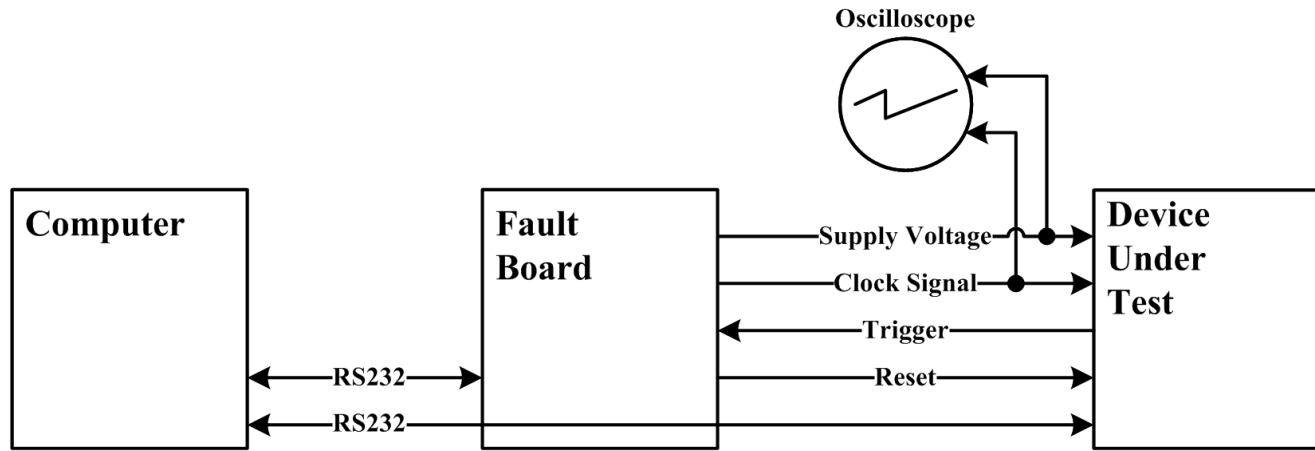 Oscilloscope
Computer
Fault
Board
Device
Under
Test
Supply Voltage
Clock Signal
Trigger
RS232
Reset
RS232